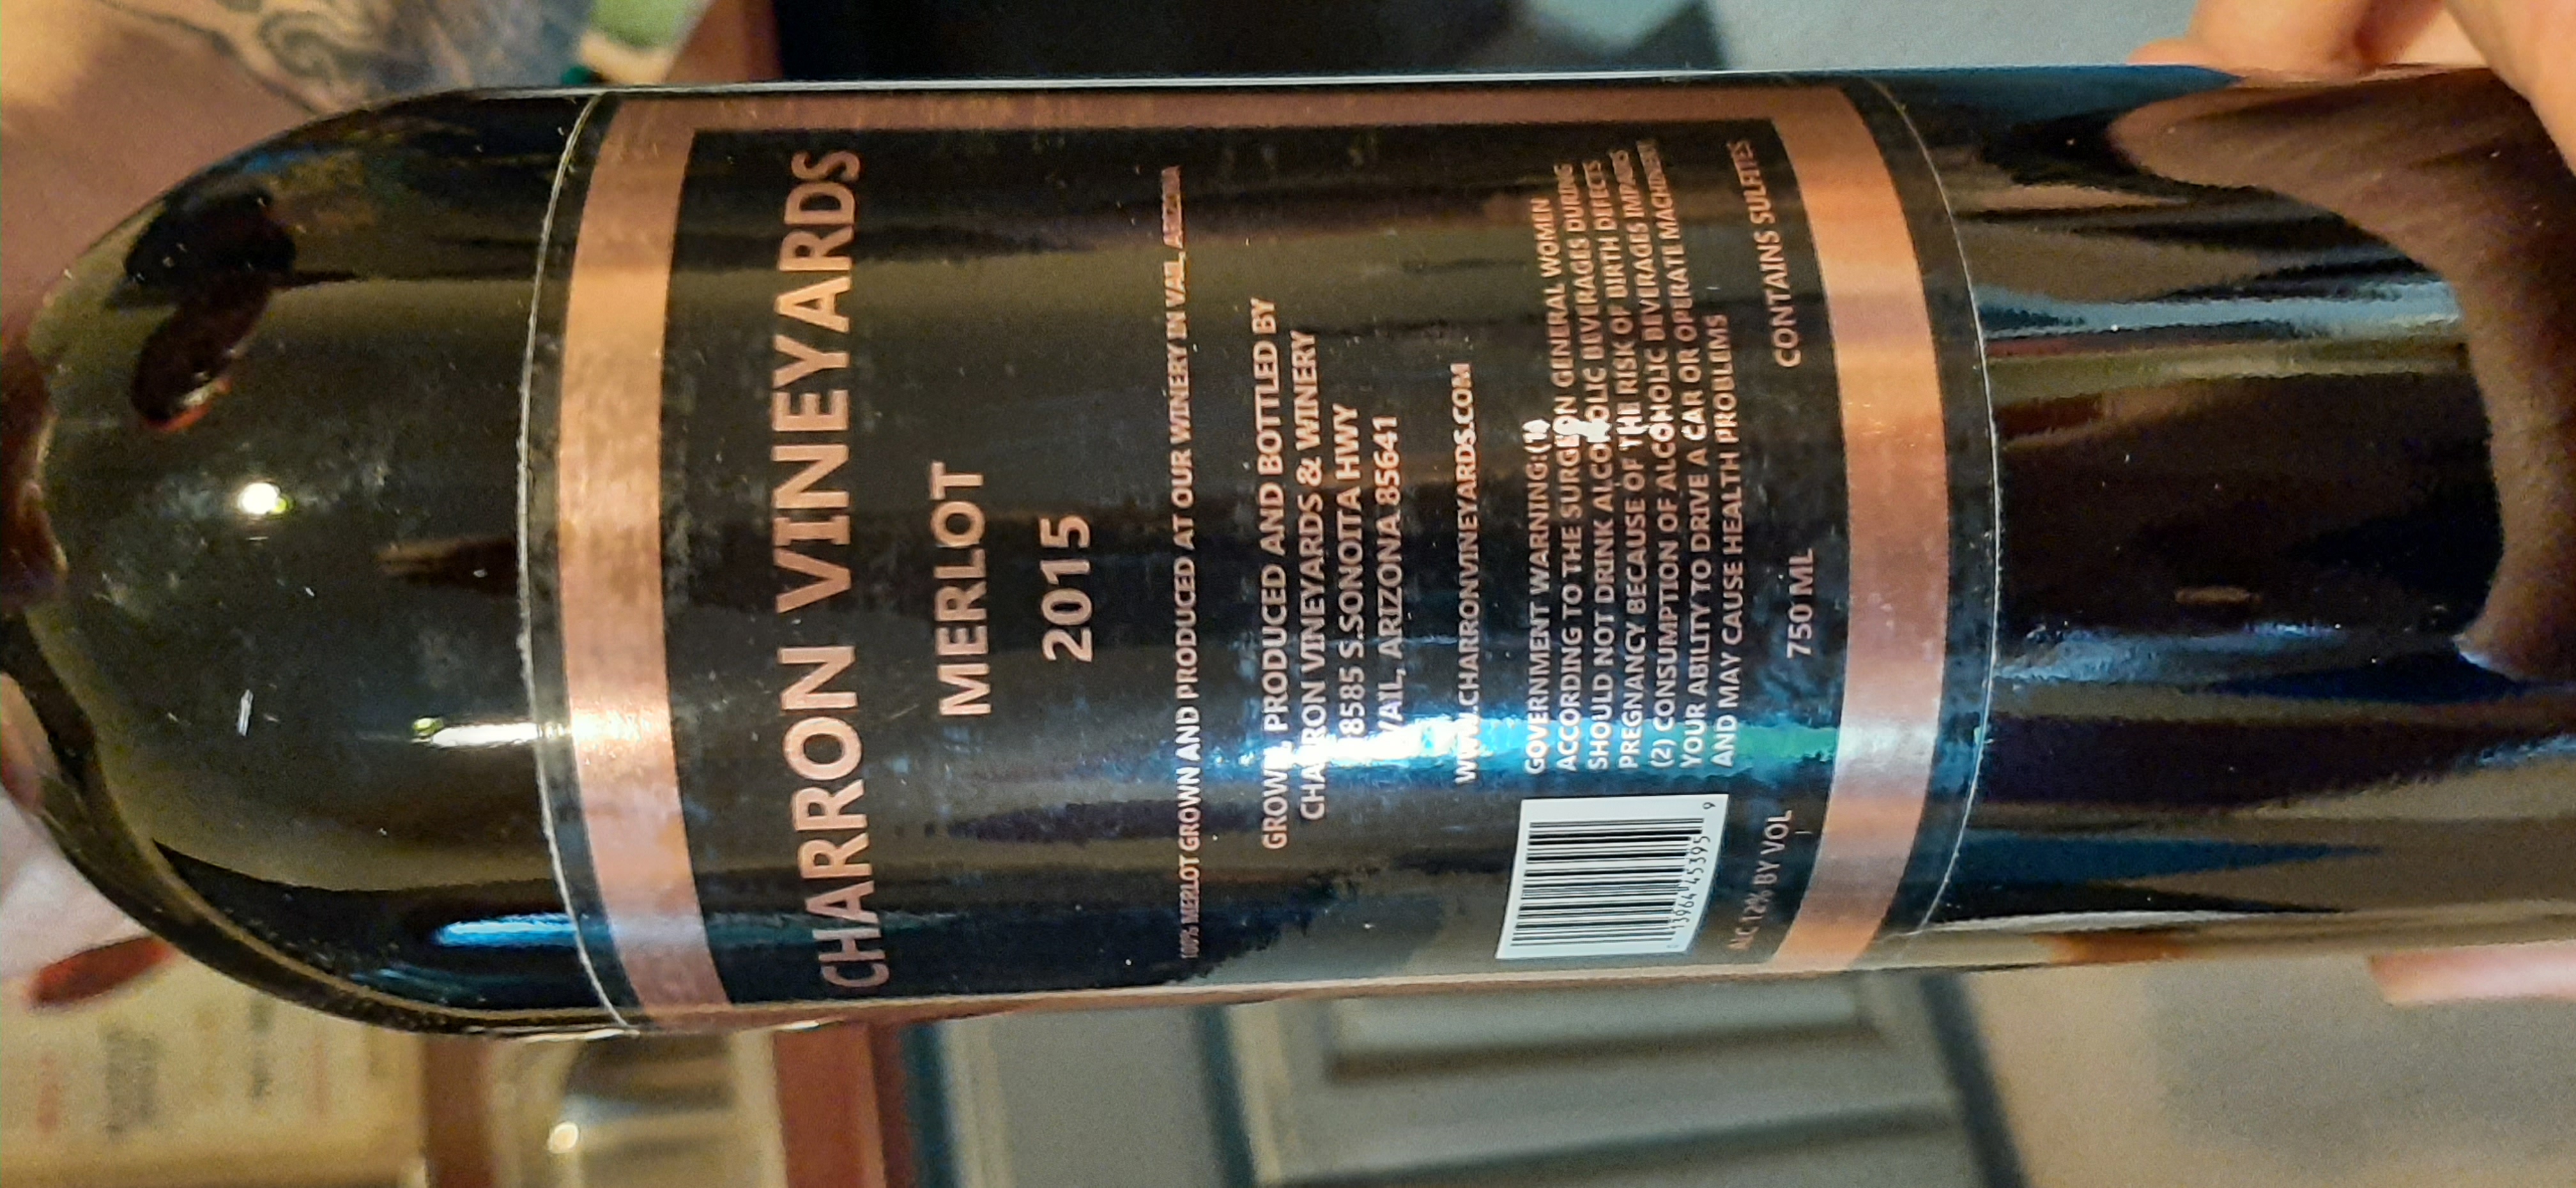 CHARRON VINEYARDS
MERLOT
2015
100% MERLOT GROWN AND PRODUCED AT OUR WINERY IN VAIL, ARIZONA
GROWN, PRODUCED AND BOTTLED BY
CHARRON VINEYARDS & WINERY
18585 S.SONOITA HWY
VAIL, ARIZONA 85641
WWW.CHARRONVINEYARDS.COM
GOVERNMENT WARNING:(1)
ACCORDING TO THE SURGEON GENERAL WOMEN
SHOULD NOT DRINK ALCOHOLIC BEVERAGES DURING
PREGNANCY BECAUSE OF THE RISK OF BIRTH DEFECTS
(2) CONSUMPTION OF ALCOHOLIC BEVERAGES IMPAIRS
YOUR ABILITY TO DRIVE A CAR OR OPERATE MACHINERY
AND MAY CAUSE HEALTH PROBLEMS
13964 45395 9
ALC 12% BY VOL 750 ML CONTAINS SULFITES